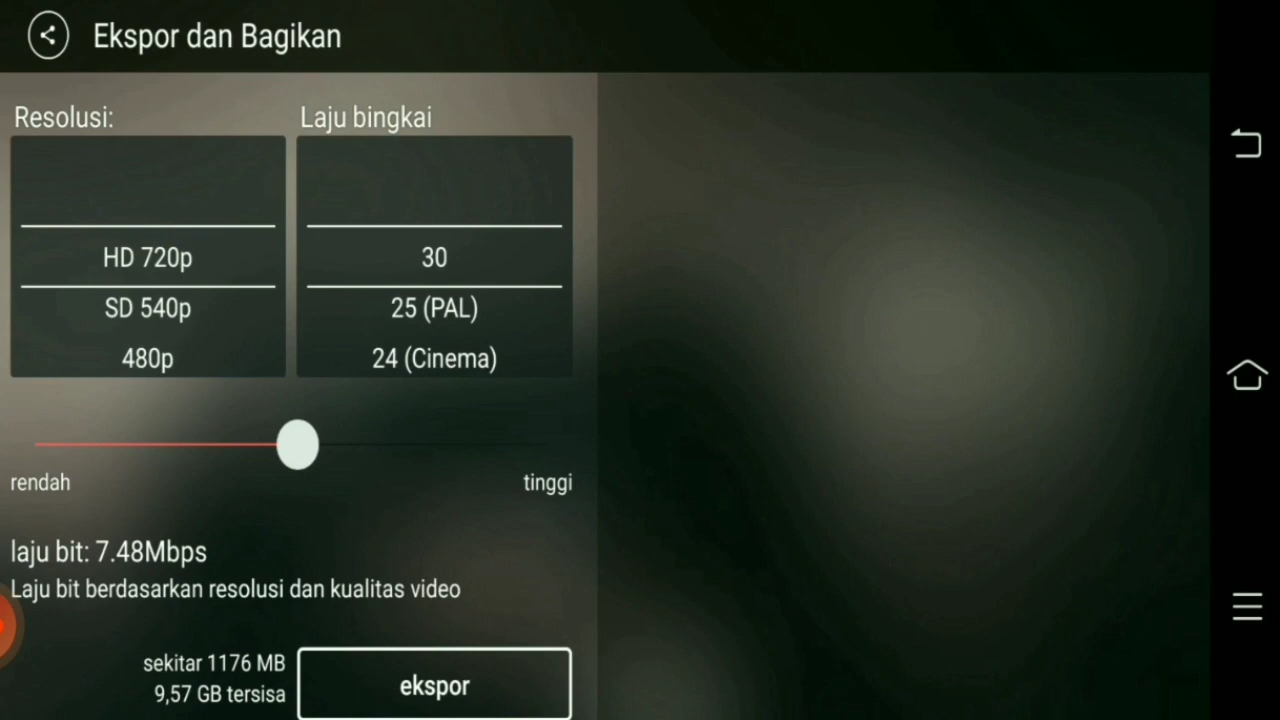 Ekspor dan Bagikan
Resolusi:
Laju bingkai
HD 720p
SD 540p
480p
30
25 (PAL)
24 (Cinema)
rendah
tinggi
laju bit: 7.48Mbps
Laju bit berdasarkan resolusi dan kualitas video
sekitar 1176 MB
9,57 GB tersisa
ekspor